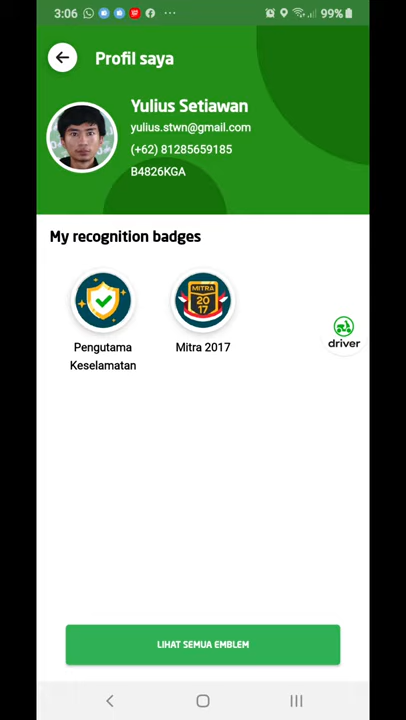 3:06
99%
Profil saya
Yulius Setiawan
yulius.stwn@gmail.com
(+62) 81285659185
B4826KGA
My recognition badges
MITRA
20
17
Pengutama
Keselamatan
Mitra 2017
driver
LIHAT SEMUA EMBLEM